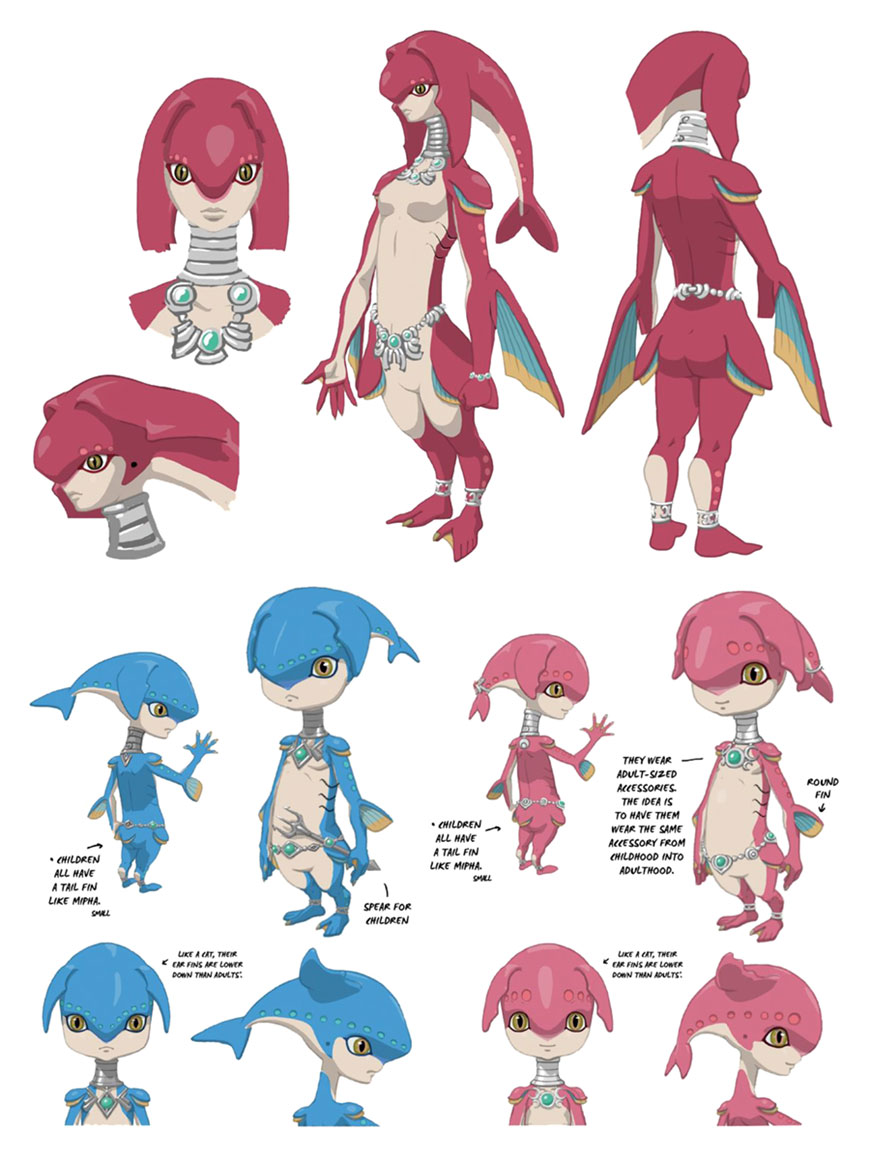 * CHILDREN
ALL HAVE
A TAIL FIN
LIKE MIPHA.
SMALL
SPEAR FOR
CHILDREN
* CHILDREN
ALL HAVE
A TAIL FIN
LIKE MIPHA.
SMALL
THEY WEAR
ADULT-SIZED
ACCESSORIES.
THE IDEA IS
TO HAVE THEM
WEAR THE SAME
ACCESSORY FROM
CHILDHOOD INTO
ADULTHOOD.
ROUND
FIN
LIKE A CAT, THEIR
EAR FINS ARE LOWER
DOWN THAN ADULTS'.
LIKE A CAT, THEIR
EAR FINS ARE LOWER
DOWN THAN ADULTS'.